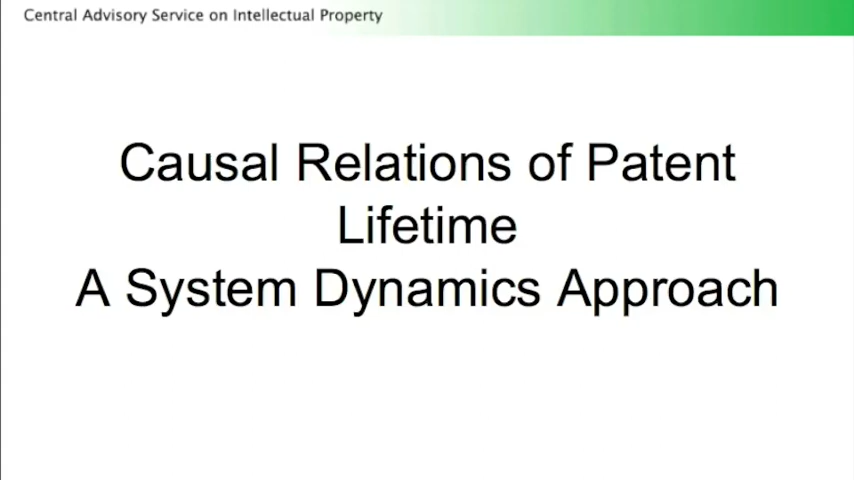 Central Advisory Service on Intellectual Property
Causal Relations of Patent
Lifetime
A System Dynamics Approach